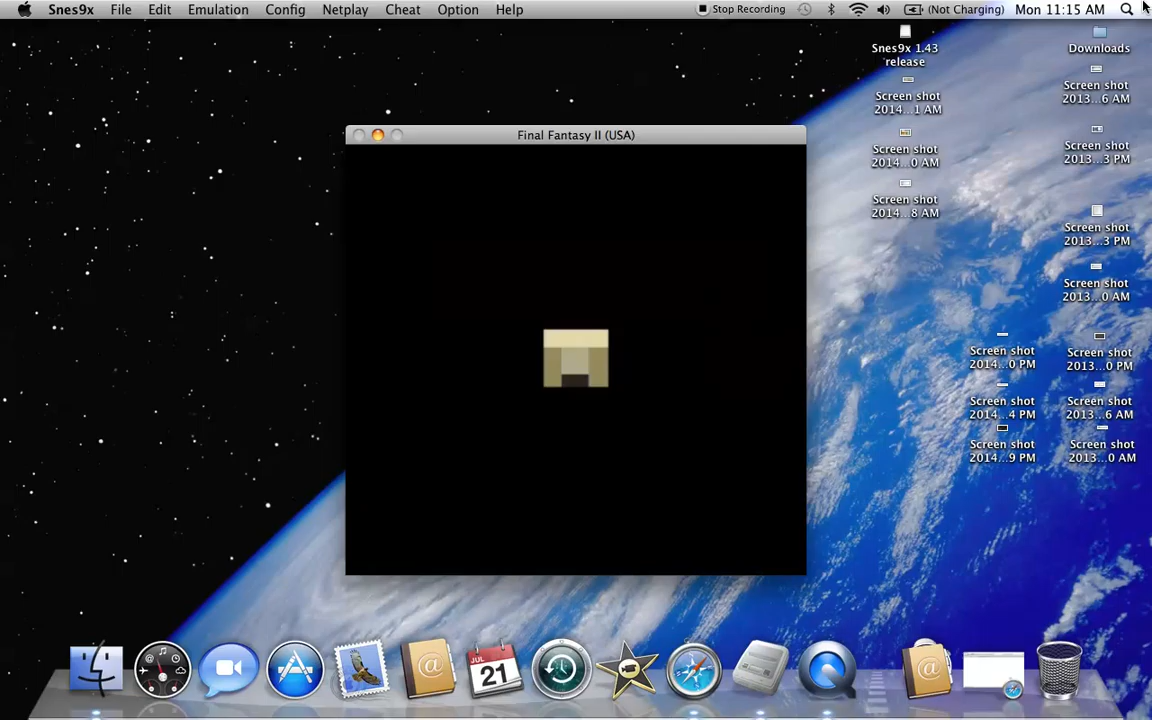 Snes9x File Edit Emulation Config Netplay Cheat Option Help Stop Recording (Not Charging) Mon 11:15 AM
Snes9x 1.43
release
Downloads
Screen shot
2014...1 AM
Screen shot
2013...6 AM
Final Fantasy II (USA)
Screen shot
2014...0 AM
Screen shot
2013...3 PM
Screen shot
2014...8 AM
Screen shot
2013...3 PM
Screen shot
2013...0 AM
Screen shot
2014...0 PM
Screen shot
2013...0 PM
Screen shot
2014...4 PM
Screen shot
2013...6 AM
Screen shot
2014...9 PM
Screen shot
2013...0 AM
JUL
21